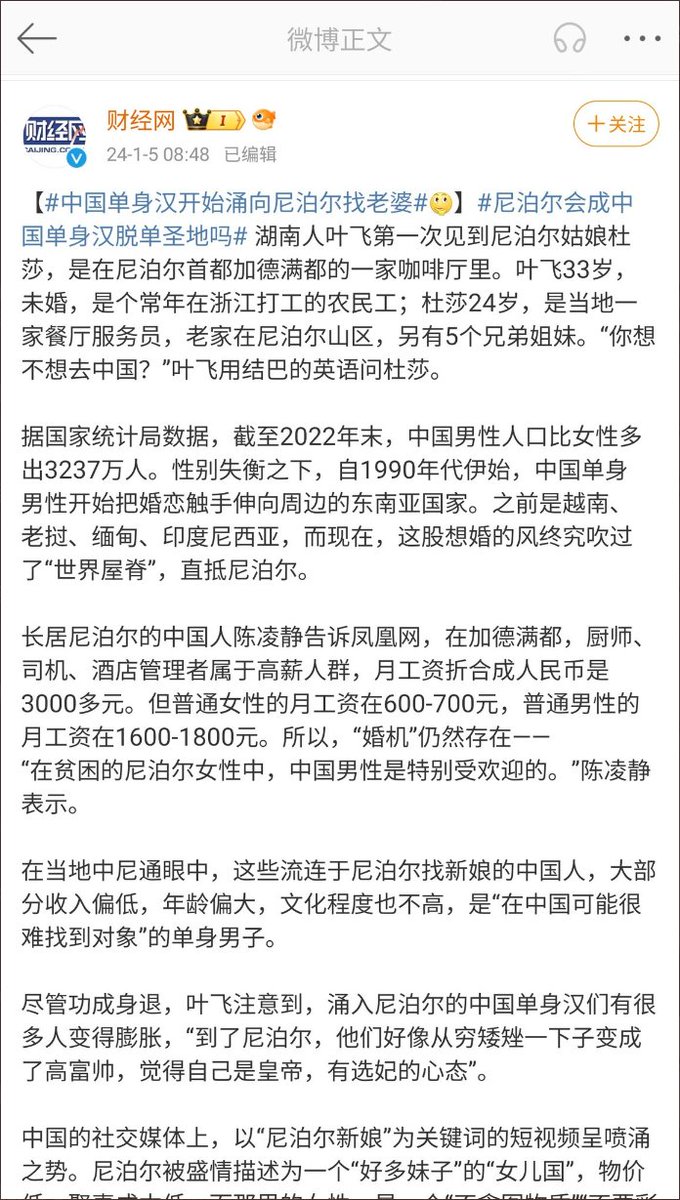 微博正文
财经网 I
财经网
CAIJING.CO
V
24-1-5 08:48 已编辑
+关注
【#中国单身汉开始涌向尼泊尔找老婆#🙄】#尼泊尔会成中
国单身汉脱单圣地吗# 湖南人叶飞第一次见到尼泊尔姑娘杜
莎，是在尼泊尔首都加德满都的一家咖啡厅里。叶飞33岁，
未婚，是个常年在浙江打工的农民工；杜莎24岁，是当地一
家餐厅服务员，老家在尼泊尔山区，另有5个兄弟姐妹。“你想
不想去中国？”叶飞用结巴的英语问杜莎。
据国家统计局数据，截至2022年末，中国男性人口比女性多
出3237万人。性别失衡之下，自1990年代伊始，中国单身
男性开始把婚恋触手伸向周边的东南亚国家。之前是越南、
老挝、缅甸、印度尼西亚，而现在，这股想婚的风终究吹过
了“世界屋脊”，直抵尼泊尔。
长居尼泊尔的中国人陈凌静告诉凤凰网，在加德满都，厨师、
司机、酒店管理者属于高薪人群，月工资折合成人民币是
3000多元。但普通女性的月工资在600-700元，普通男性的
月工资在1600-1800元。所以，“婚机”仍然存在——
“在贫困的尼泊尔女性中，中国男性是特别受欢迎的。”陈凌静
表示。
在当地中尼通眼中，这些流连于尼泊尔找新娘的中国人，大部
分收入偏低，年龄偏大，文化程度也不高，是“在中国可能很
难找到对象”的单身男子。
尽管功成身退，叶飞注意到，涌入尼泊尔的中国单身汉们有很
多人变得膨胀，“到了尼泊尔，他们好像从穷矮矬一下子变成
了高富帅，觉得自己是皇帝，有选妃的心态”。
中国的社交媒体上，以“尼泊尔新娘”为关键词的短视频呈喷涌
之势。尼泊尔被盛情描述为一个“好多妹子”的“女儿国”，物价